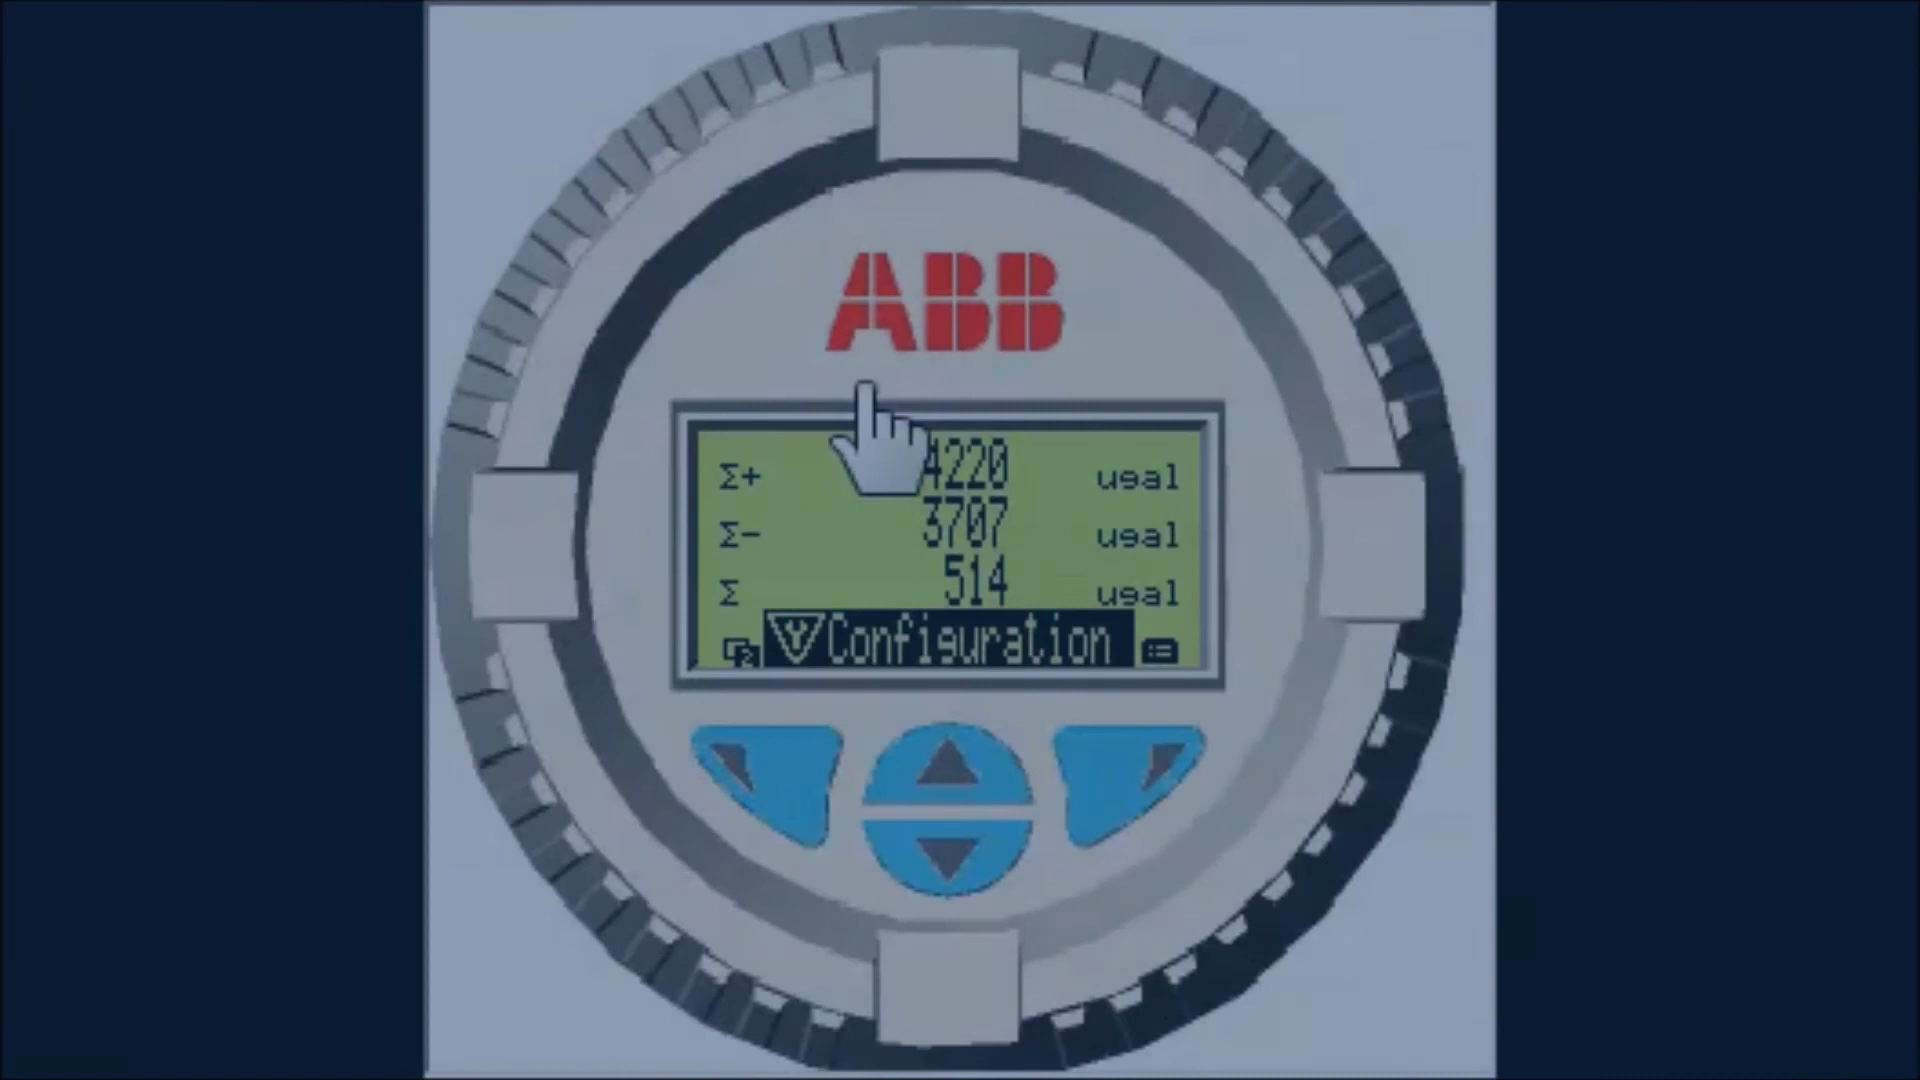 ABB
Σ+ 4220 ugal
Σ- 3707 ugal
Σ 514 ugal
Configuration